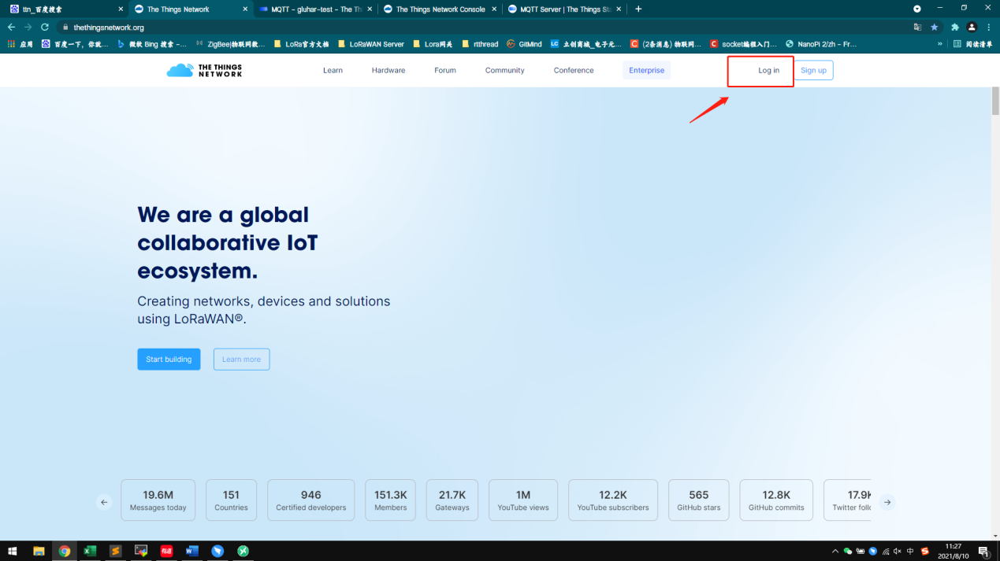 ttn_百度搜索
The Things Network
MQTT - gluhar-test - The Th
The Things Network Console
MQTT Server | The Things Sta
thethingsnetwork.org
应用
百度一下，你就...
微软 Bing 搜索 -...
ZigBee|物联网教...
LoRa官方文档
LoRaWAN Server
Lora网关
rtthread
GitMind
立创商城_电子元...
(2条消息) 物联网...
socket编程入门...
NanoPi 2/zh - Fr...
阅读清单
THE THINGS
NETWORK
Learn
Hardware
Forum
Community
Conference
Enterprise
Log in
Sign up
We are a global
collaborative IoT
ecosystem.
Creating networks, devices and solutions
using LoRaWAN®.
Start building
Learn more
19.6M
Messages today
151
Countries
946
Certified developers
151.3K
Members
21.7K
Gateways
1M
YouTube views
12.2K
YouTube subscribers
565
GitHub stars
12.8K
GitHub commits
17.9K
Twitter follo
中
11:27
2021/8/10